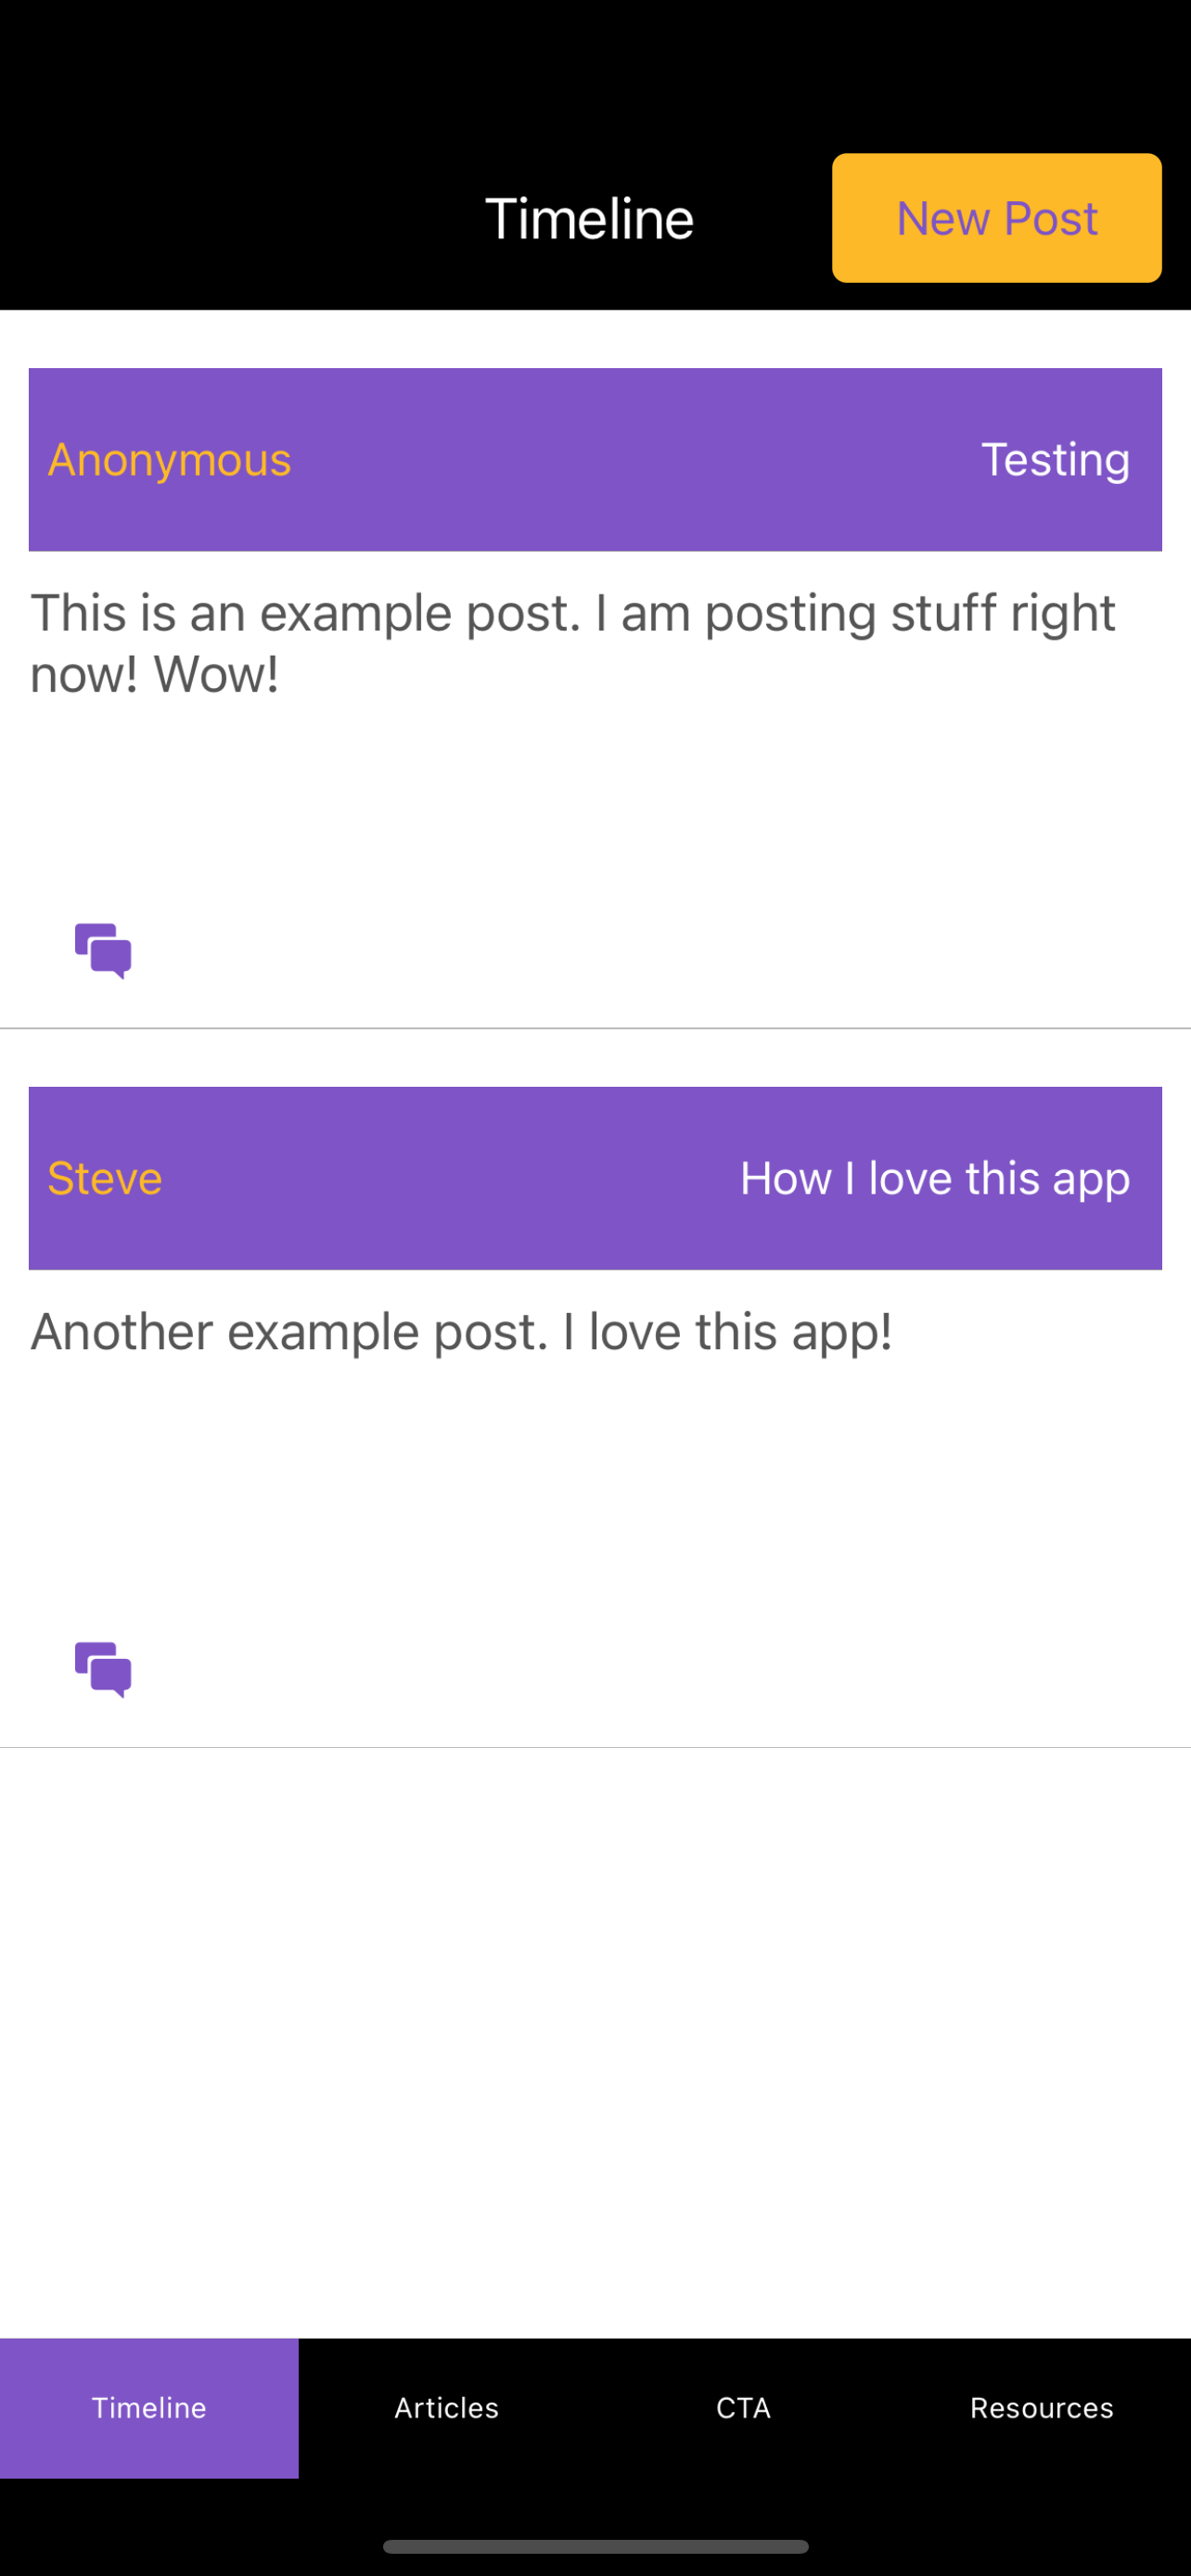 Timeline
New Post
Anonymous
Testing
This is an example post. I am posting stuff right
now! Wow!
Steve
How I love this app
Another example post. I love this app!
Timeline
Articles
CTA
Resources